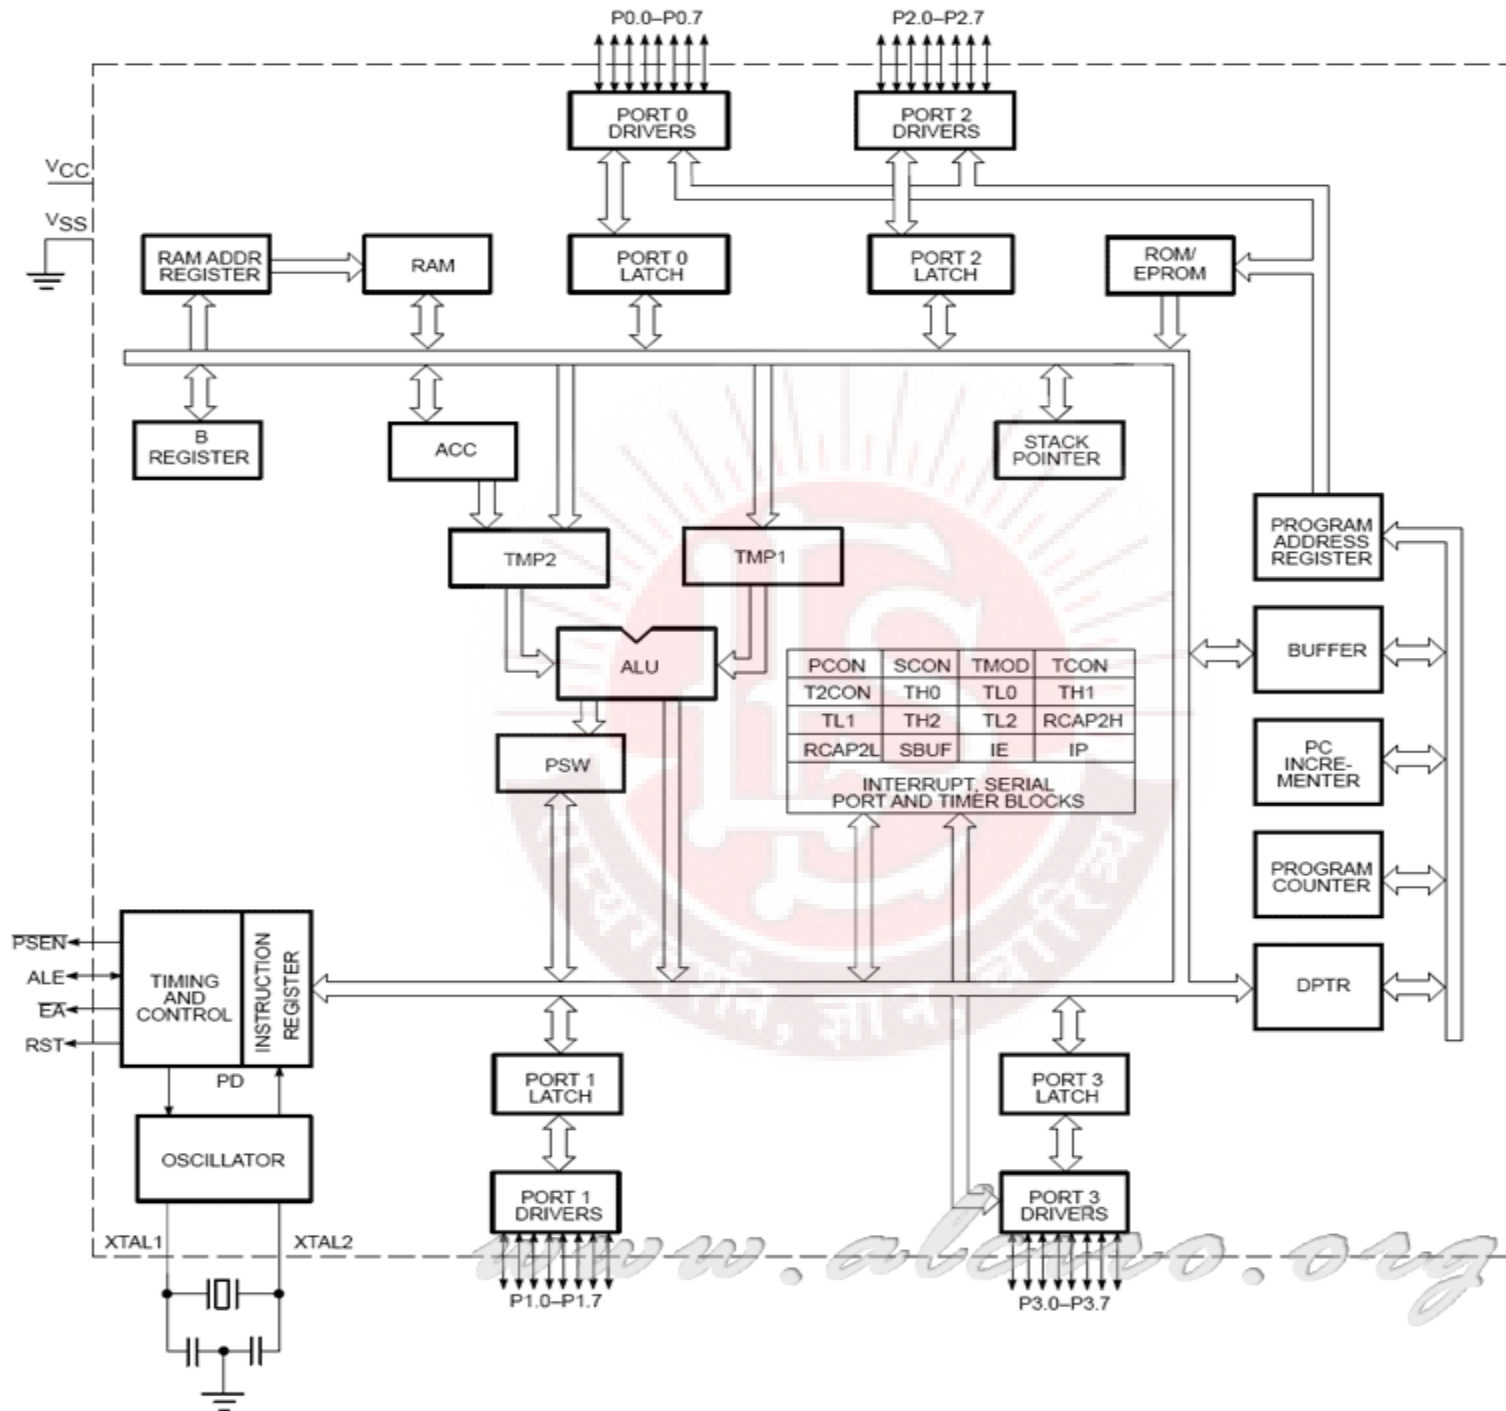 P0.0–P0.7
P2.0–P2.7
PORT 0
DRIVERS
PORT 2
DRIVERS
VCC
VSS
RAM ADDR
REGISTER
RAM
PORT 0
LATCH
PORT 2
LATCH
ROM/
EPROM
B
REGISTER
ACC
STACK
POINTER
TMP2
TMP1
PROGRAM
ADDRESS
REGISTER
ALU
BUFFER
PCON SCON TMOD TCON
T2CON TH0 TL0 TH1
TL1 TH2 TL2 RCAP2H
RCAP2L SBUF IE IP
INTERRUPT, SERIAL
PORT AND TIMER BLOCKS
PSW
PC
INCRE-
MENTER
PROGRAM
COUNTER
PSEN
ALE
EA
RST
TIMING
AND
CONTROL
INSTRUCTION
REGISTER
DPTR
PD
OSCILLATOR
PORT 1
LATCH
PORT 3
LATCH
PORT 1
DRIVERS
PORT 3
DRIVERS
XTAL1
XTAL2
P1.0–P1.7
P3.0–P3.7